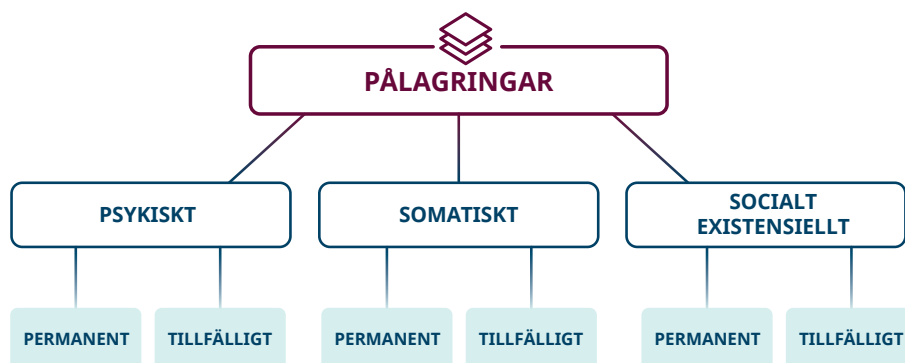 PÅLAGRINGAR
PSYKISKT
SOMATISKT
SOCIALT
EXISTENSIELLT
PERMANENT
TILLFÄLLIGT
PERMANENT
TILLFÄLLIGT
PERMANENT
TILLFÄLLIGT